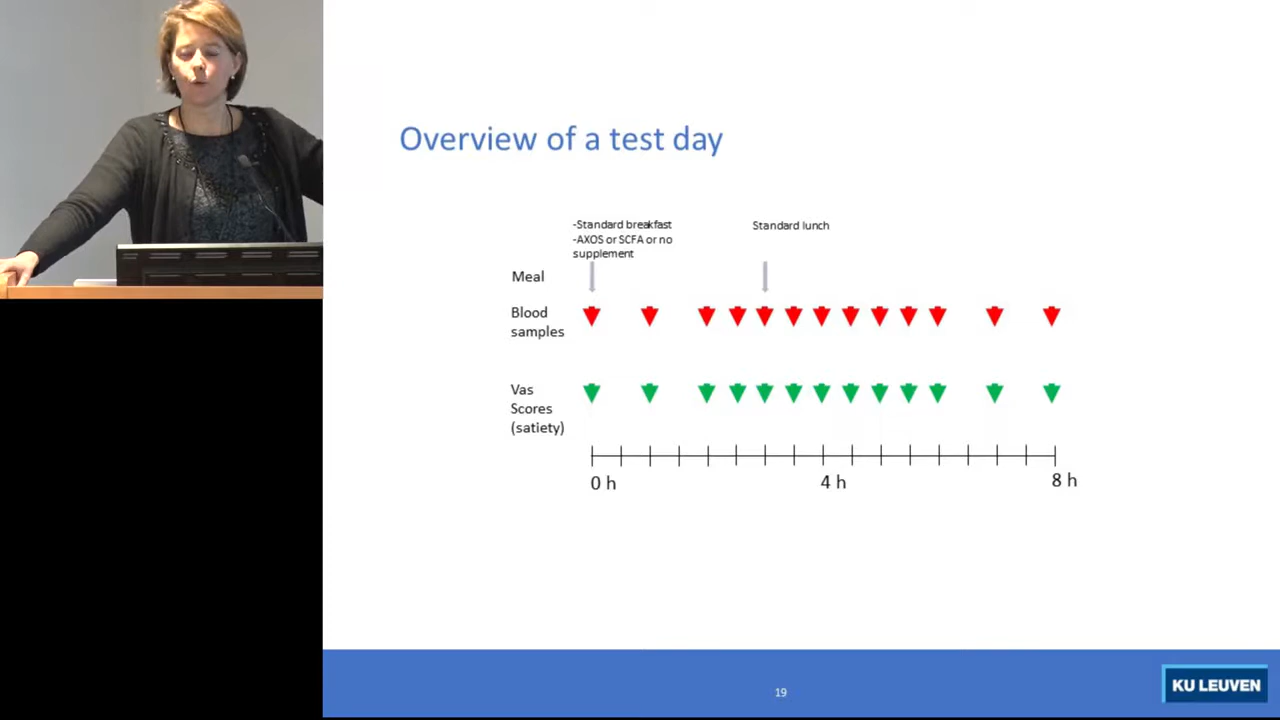 Overview of a test day
-Standard breakfast
-AXOS or SCFA or no
supplement
Standard lunch
Meal
Blood
samples
Vas
Scores
(satiety)
0 h
4 h
8 h
19
KU LEUVEN